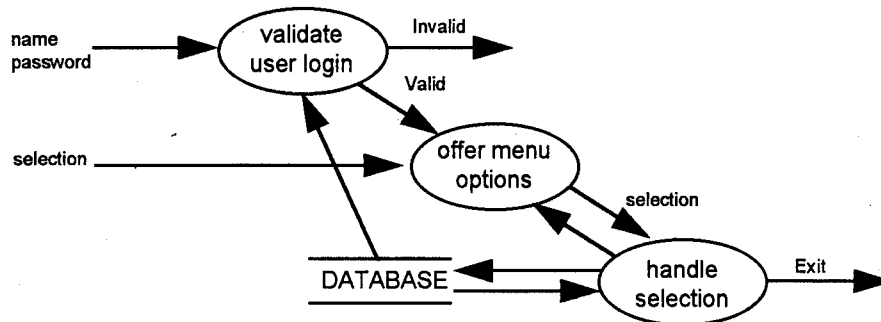 name
password
validate
user login
Invalid
Valid
selection
offer menu
options
selection
DATABASE
handle
selection
Exit